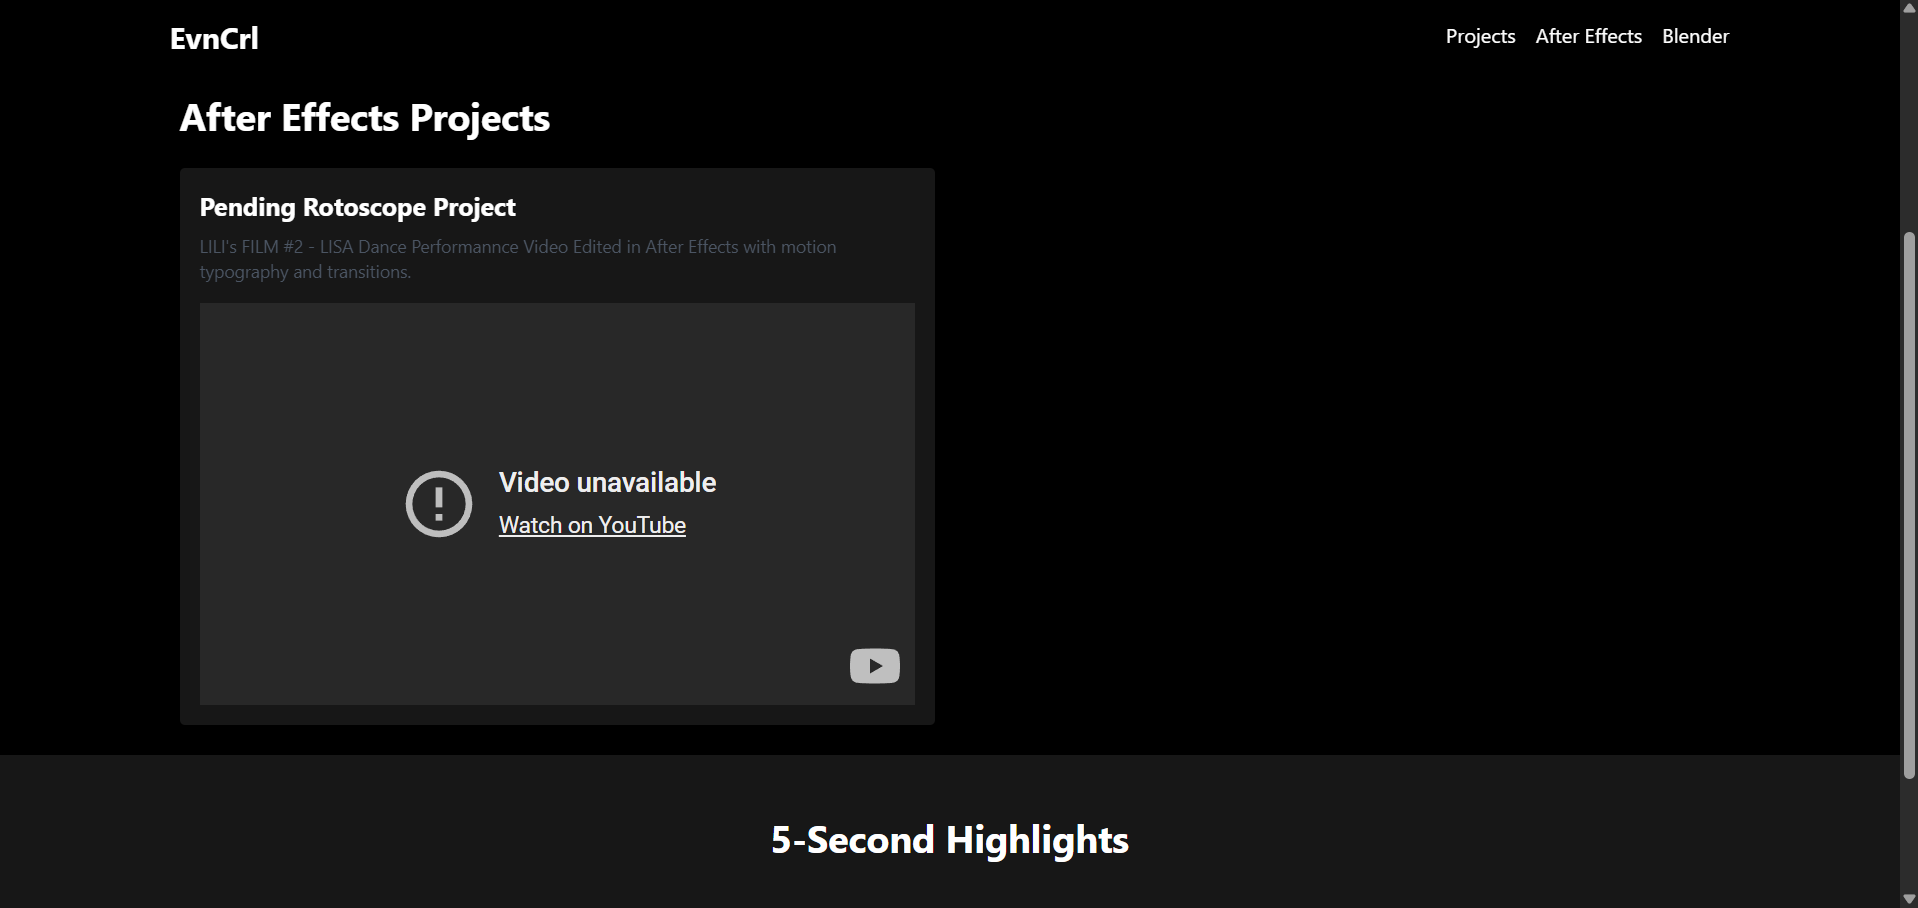 EvnCrl
Projects After Effects Blender
After Effects Projects
Pending Rotoscope Project
LILI's FILM #2 - LISA Dance Performannce Video Edited in After Effects with motion
typography and transitions.
Video unavailable
Watch on YouTube
5-Second Highlights